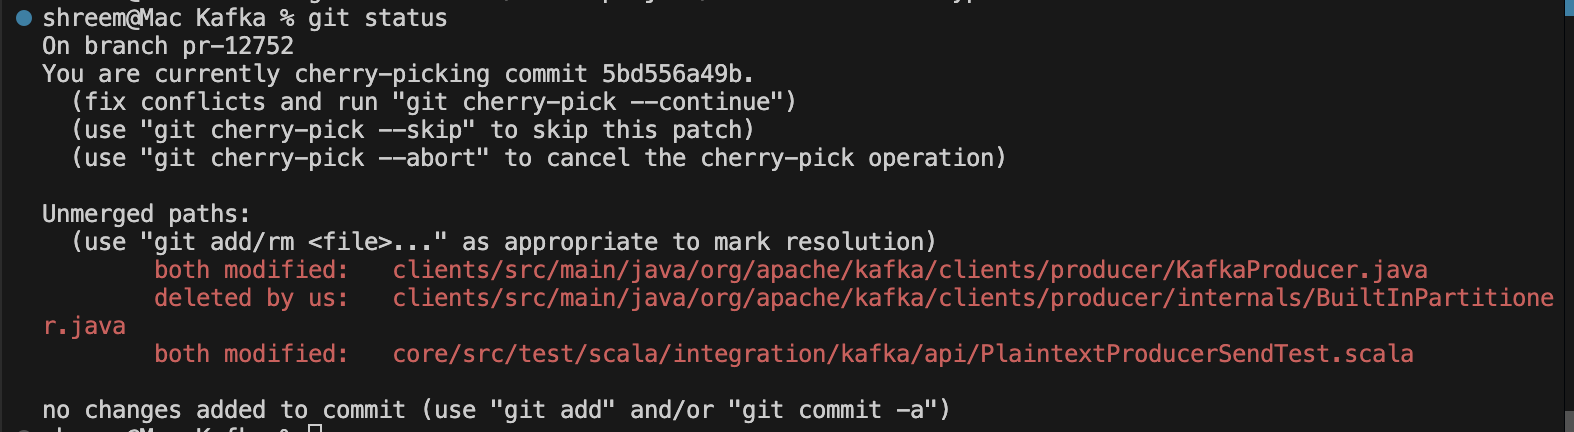 shreem@Mac Kafka % git status
On branch pr-12752
You are currently cherry-picking commit 5bd556a49b.
  (fix conflicts and run "git cherry-pick --continue")
  (use "git cherry-pick --skip" to skip this patch)
  (use "git cherry-pick --abort" to cancel the cherry-pick operation)
Unmerged paths:
  (use "git add/rm <file>..." as appropriate to mark resolution)
        both modified:   clients/src/main/java/org/apache/kafka/clients/producer/KafkaProducer.java
        deleted by us:   clients/src/main/java/org/apache/kafka/clients/producer/internals/BuiltInPartitione
r.java
        both modified:   core/src/test/scala/integration/kafka/api/PlaintextProducerSendTest.scala
no changes added to commit (use "git add" and/or "git commit -a")